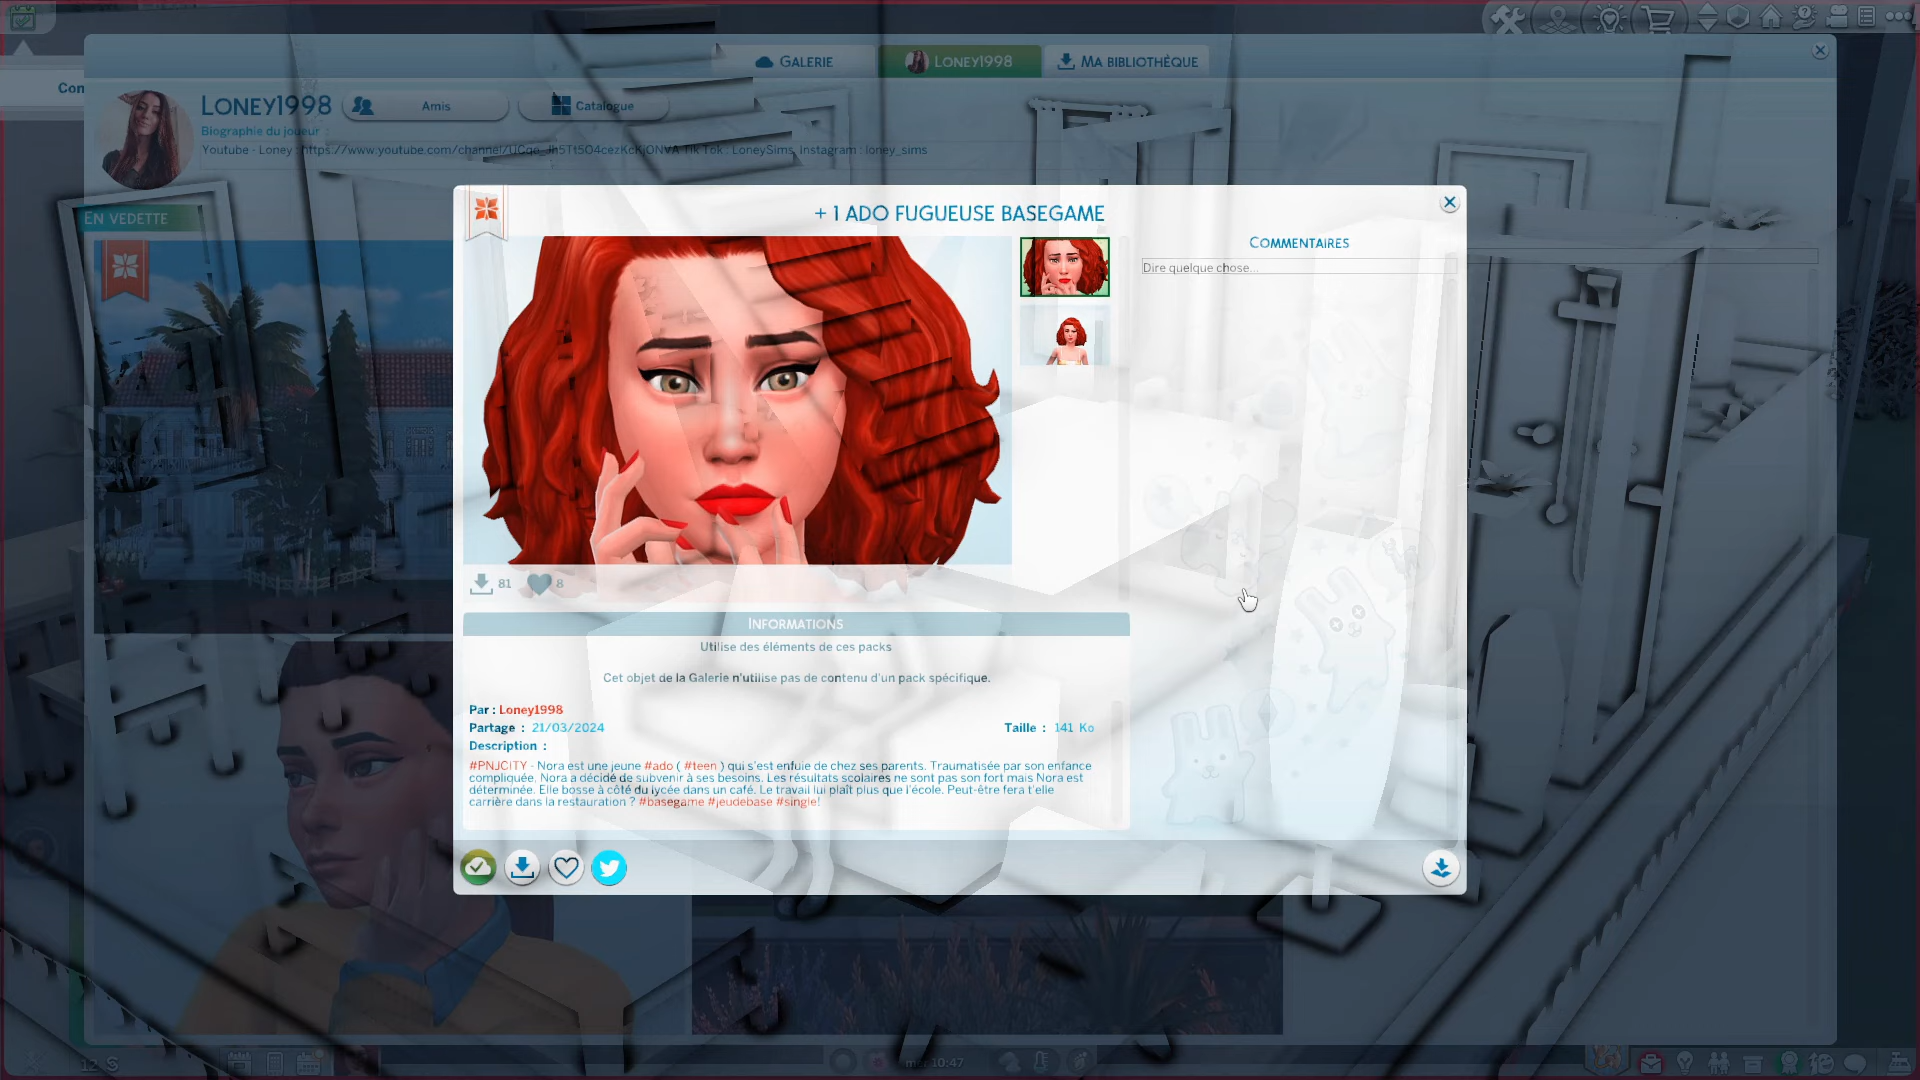 GALERIE
LONEY1998
MA BIBLIOTHÈQUE
LONEY1998
Amis
Catalogue
Biographie du joueur :
Con
EN VEDETTE
+ 1 ADO FUGUEUSE BASEGAME
COMMENTAIRES
Dire quelque chose...
81
8
INFORMATIONS
Utilise des éléments de ces packs
Cet objet de la Galerie n'utilise pas de contenu d'un pack spécifique.
Par : Loney1998
Partage : 21/03/2024
Taille : 141 Ko
Description :
#PNJCITY - Nora est une jeune #ado ( #teen ) qui s'est enfuie de chez ses parents. Traumatisée par son enfance
compliquée, Nora a décidé de subvenir à ses besoins. Les résultats scolaires ne sont pas son fort mais Nora est
déterminée. Elle bosse à côté du lycée dans un café. Le travail lui plaît plus que l'école. Peut-être fera t'elle
carrière dans la restauration ? #basegame #jeudebase #single!
10:47